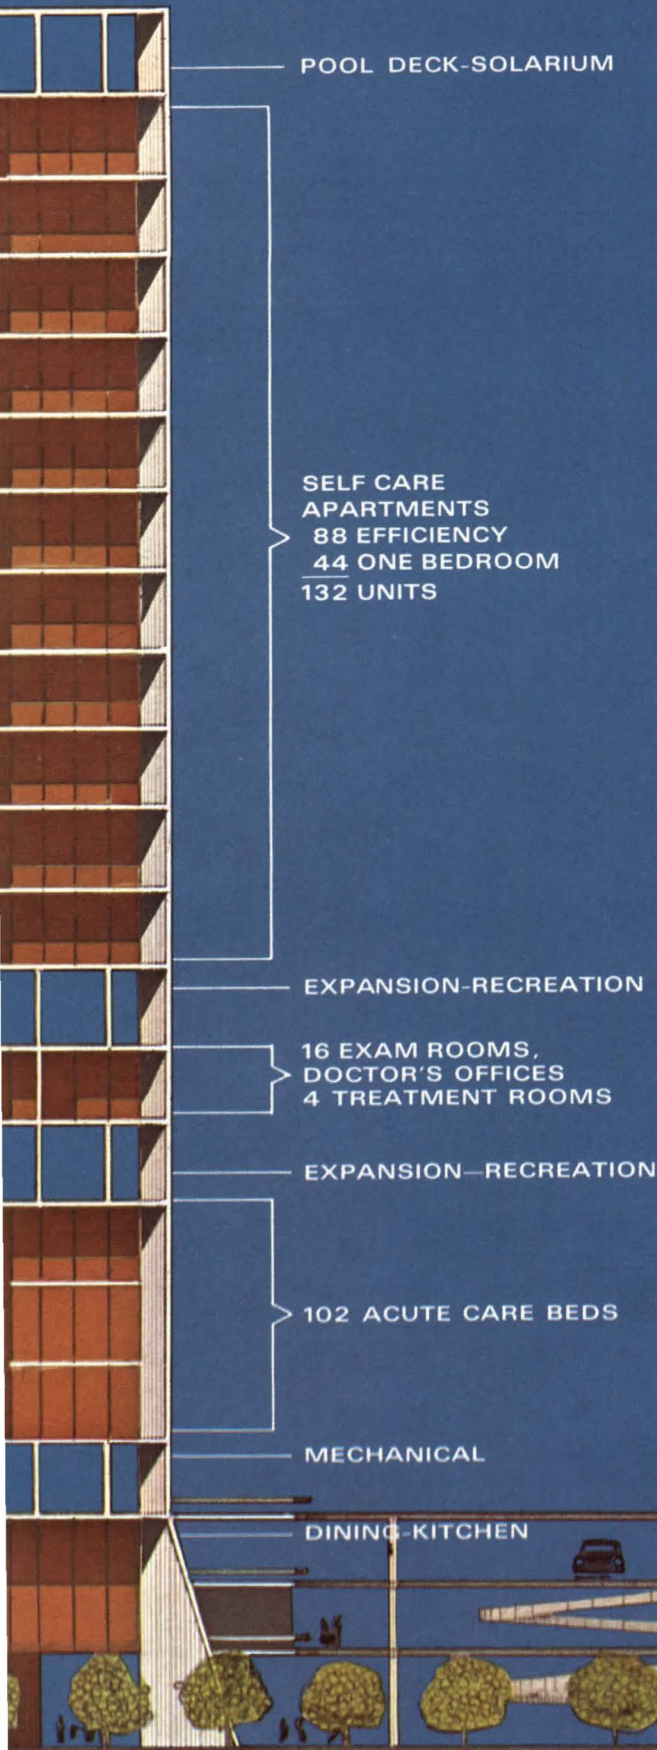 POOL DECK-SOLARIUM
SELF CARE
APARTMENTS
88 EFFICIENCY
44 ONE BEDROOM
132 UNITS
EXPANSION-RECREATION
16 EXAM ROOMS,
DOCTOR'S OFFICES
4 TREATMENT ROOMS
EXPANSION—RECREATION
102 ACUTE CARE BEDS
MECHANICAL
DINING-KITCHEN